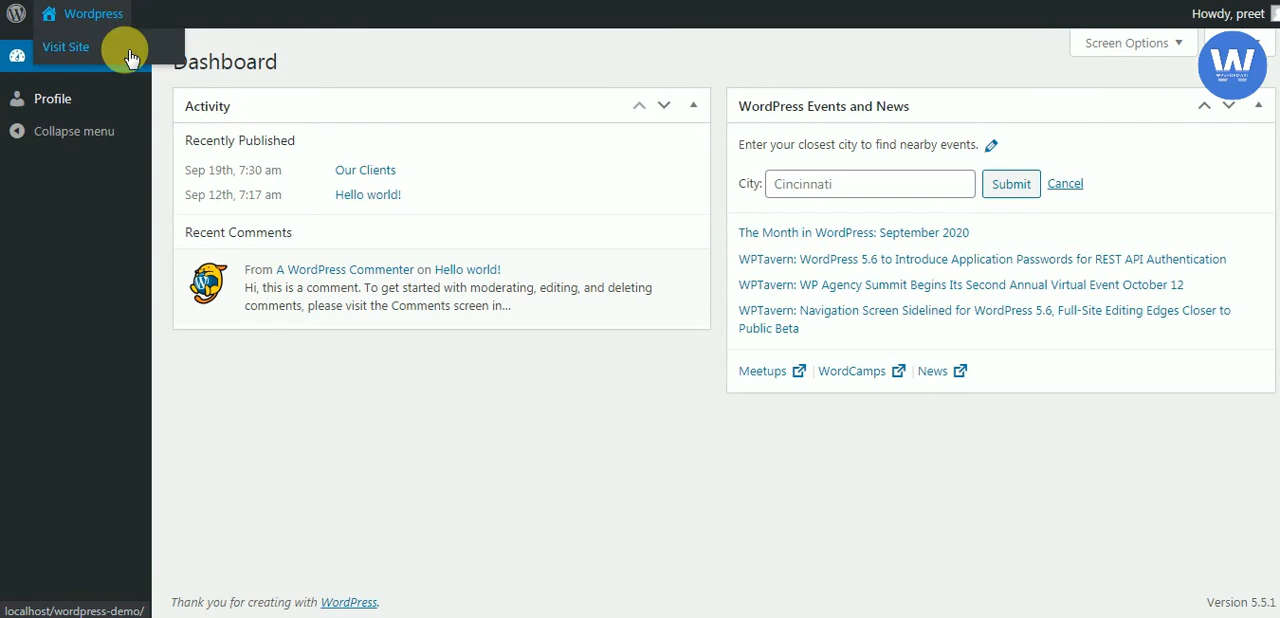 Wordpress
Howdy, preet
Visit Site
Screen Options
Dashboard
W
Profile
Collapse menu
Activity
Recently Published
Sep 19th, 7:30 am Our Clients
Sep 12th, 7:17 am Hello world!
Recent Comments
From A WordPress Commenter on Hello world!
Hi, this is a comment. To get started with moderating, editing, and deleting
comments, please visit the Comments screen in...
WordPress Events and News
Enter your closest city to find nearby events.
City: Cincinnati Submit Cancel
The Month in WordPress: September 2020
WPTavern: WordPress 5.6 to Introduce Application Passwords for REST API Authentication
WPTavern: WP Agency Summit Begins Its Second Annual Virtual Event October 12
WPTavern: Navigation Screen Sidelined for WordPress 5.6, Full-Site Editing Edges Closer to
Public Beta
Meetups | WordCamps | News
Thank you for creating with WordPress.
Version 5.5.1
localhost/wordpress-demo/